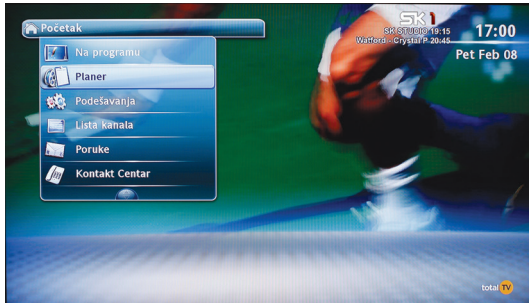 Početak
Na programu
Planer
Podešavanja
Lista kanala
Poruke
Kontakt Centar
SK 1
SK STUDIO 19:15
Watford - Crystal P 20:45
17:00
Pet Feb 08
total TV